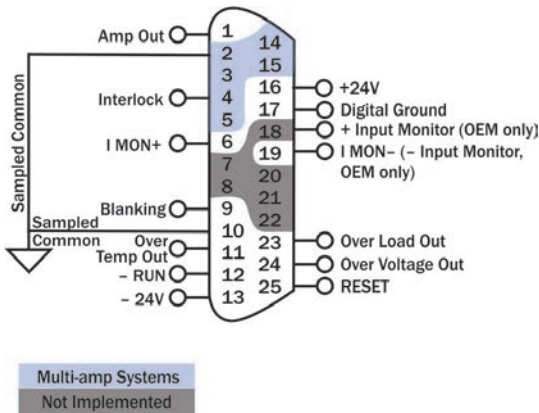 Amp Out
1
2
3
4
5
6
7
8
9
10
11
12
13
14
15
16
17
18
19
20
21
22
23
24
25
Sampled Common
Interlock
I MON+
Blanking
Sampled
Common
Over
Temp Out
– RUN
– 24V
+24V
Digital Ground
+ Input Monitor (OEM only)
I MON– (– Input Monitor,
OEM only)
Over Load Out
Over Voltage Out
RESET
Multi-amp Systems
Not Implemented